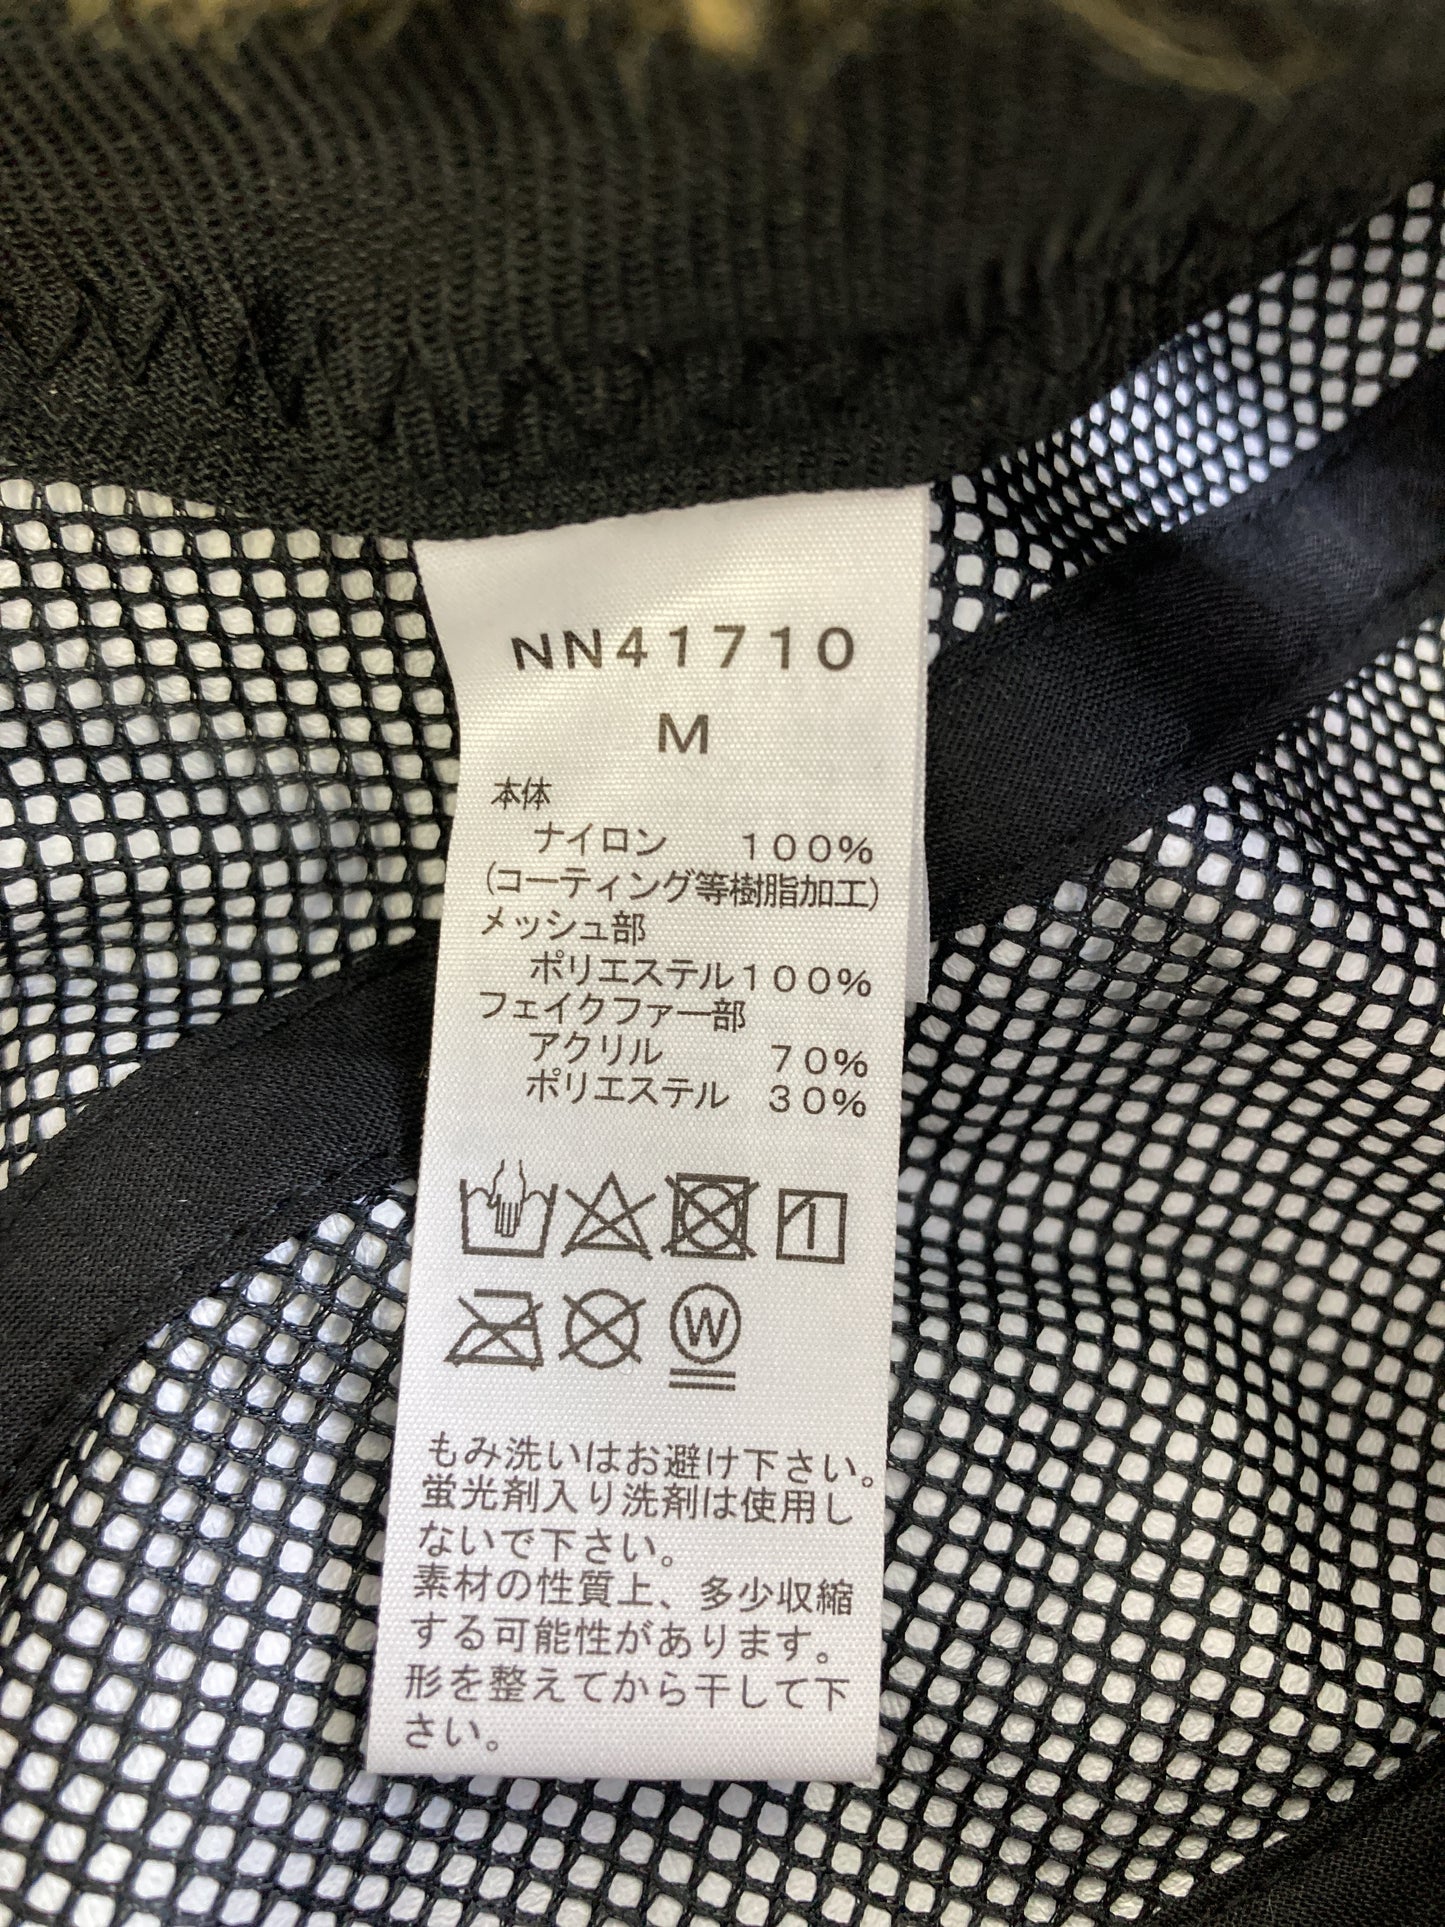 NN41710
M
本体
ナイロン 100%
(コーティング等樹脂加工)
メッシュ部
ポリエステル100%
フェイクファー部
アクリル 70%
ポリエステル 30%
W
もみ洗いはお避け下さい。
蛍光剤入り洗剤は使用し
ないで下さい。
素材の性質上、多少収縮
する可能性があります。
形を整えてから干して下
さい。